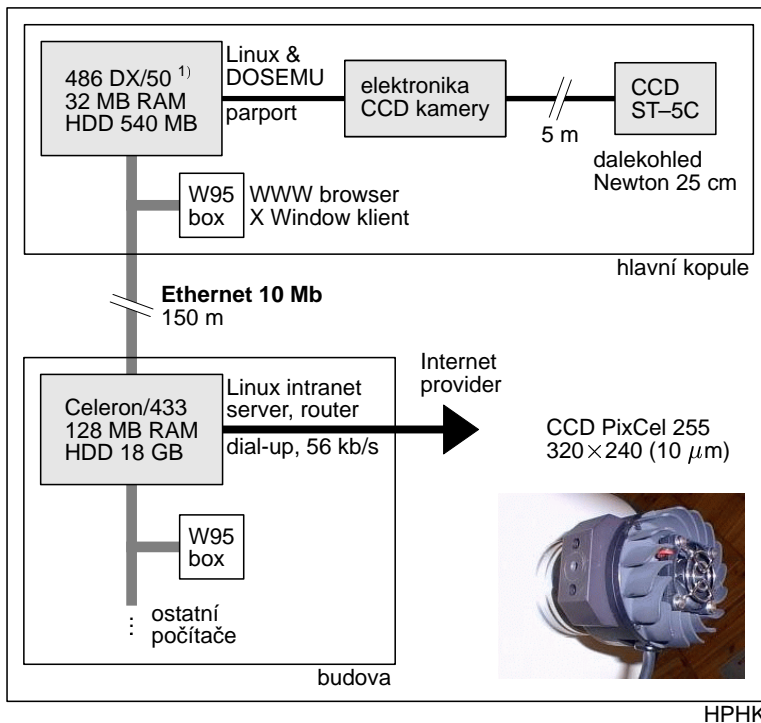 486 DX/50 1)
32 MB RAM
HDD 540 MB
Linux &
DOSEMU
parport
elektronika
CCD kamery
5 m
CCD
ST–5C
dalekohled
Newton 25 cm
W95
box
WWW browser
X Window klient
hlavní kopule
Ethernet 10 Mb
150 m
Celeron/433
128 MB RAM
HDD 18 GB
Linux intranet
server, router
dial-up, 56 kb/s
Internet
provider
CCD PixCel 255
320×240 (10 μm)
W95
box
ostatní
počítače
budova
HPHK